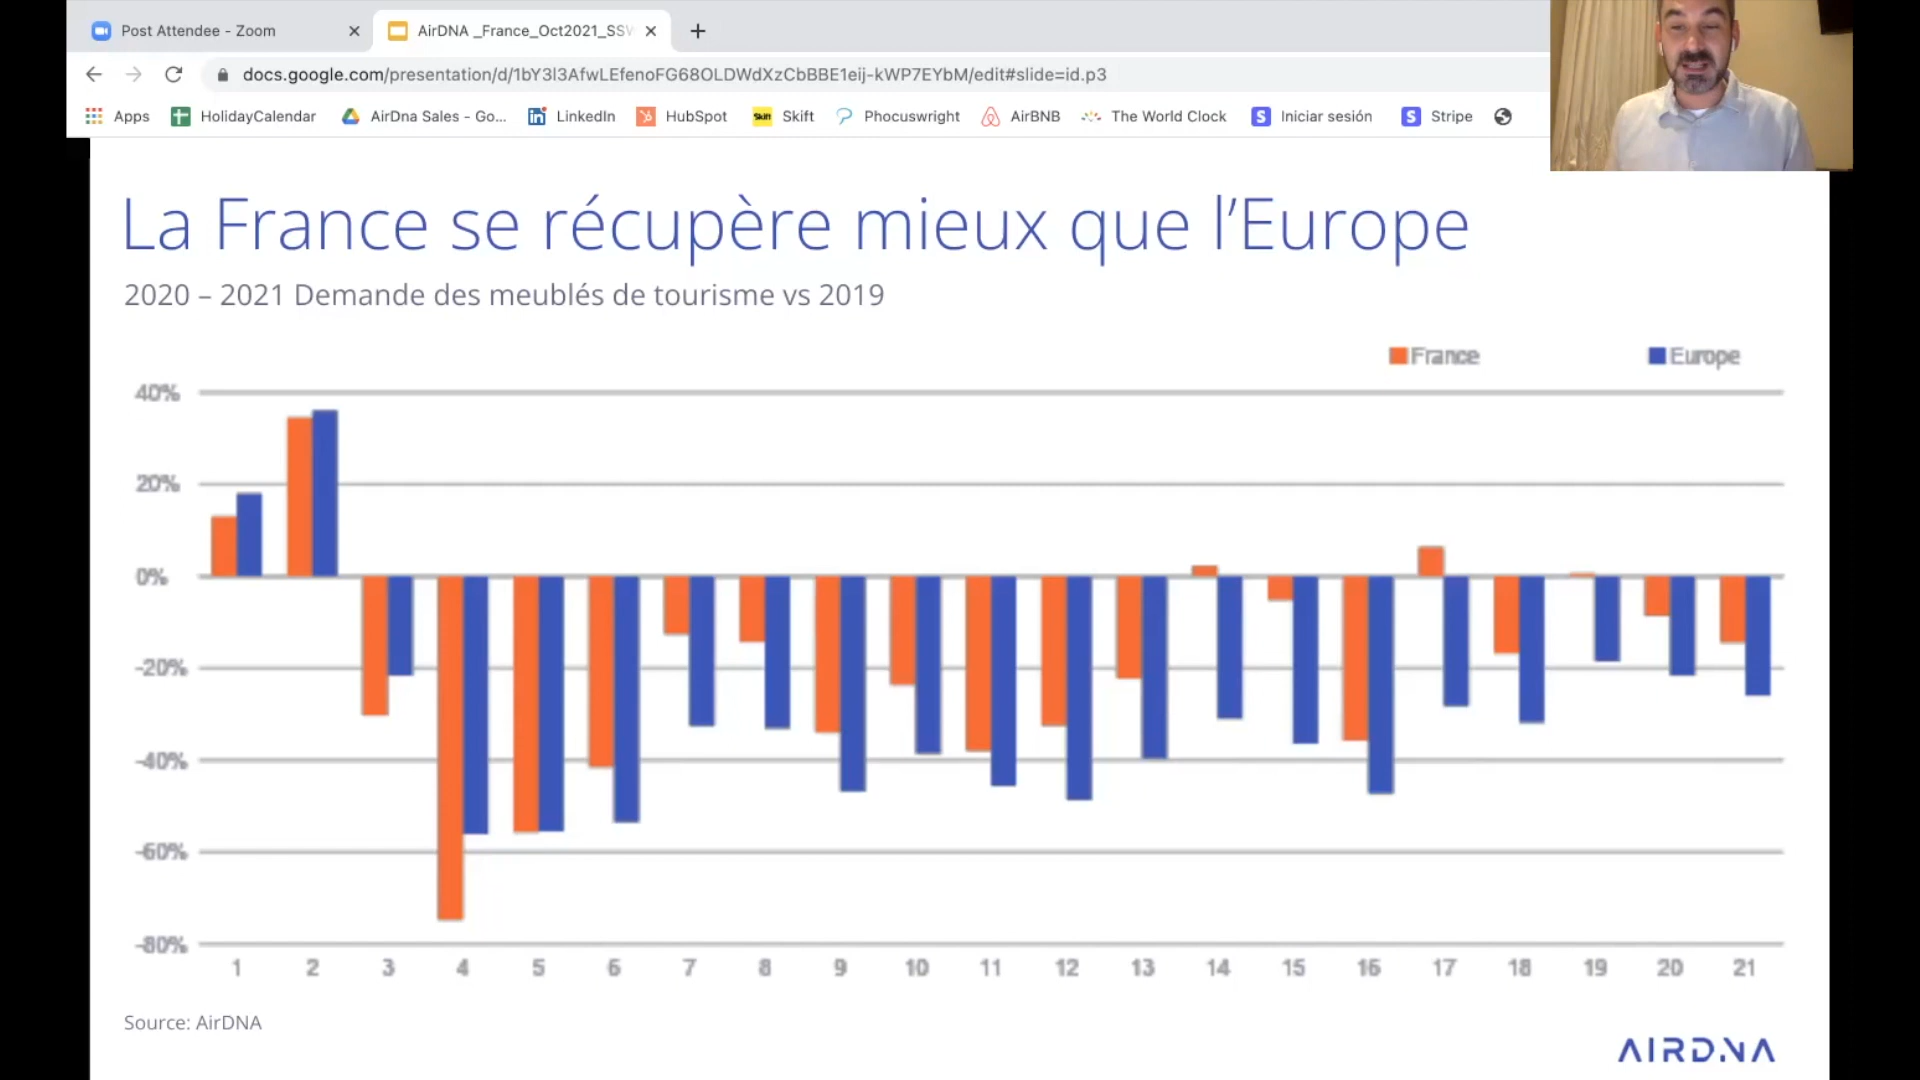 Post Attendee - Zoom
AirDNA _France_Oct2021_SSW
docs.google.com/presentation/d/1bY3l3AfwLEfenoFG68OLDWdXzCbBBE1eij-kWP7EYbM/edit#slide=id.p3
Apps HolidayCalendar AirDna Sales - Go... LinkedIn HubSpot Skift Phocuswright AirBNB The World Clock Iniciar sesión Stripe
La France se récupère mieux que l’Europe
2020 – 2021 Demande des meublés de tourisme vs 2019
France Europe
40%
20%
0%
-20%
-40%
-60%
-80%
1 2 3 4 5 6 7 8 9 10 11 12 13 14 15 16 17 18 19 20 21
Source: AirDNA
AIRDNA